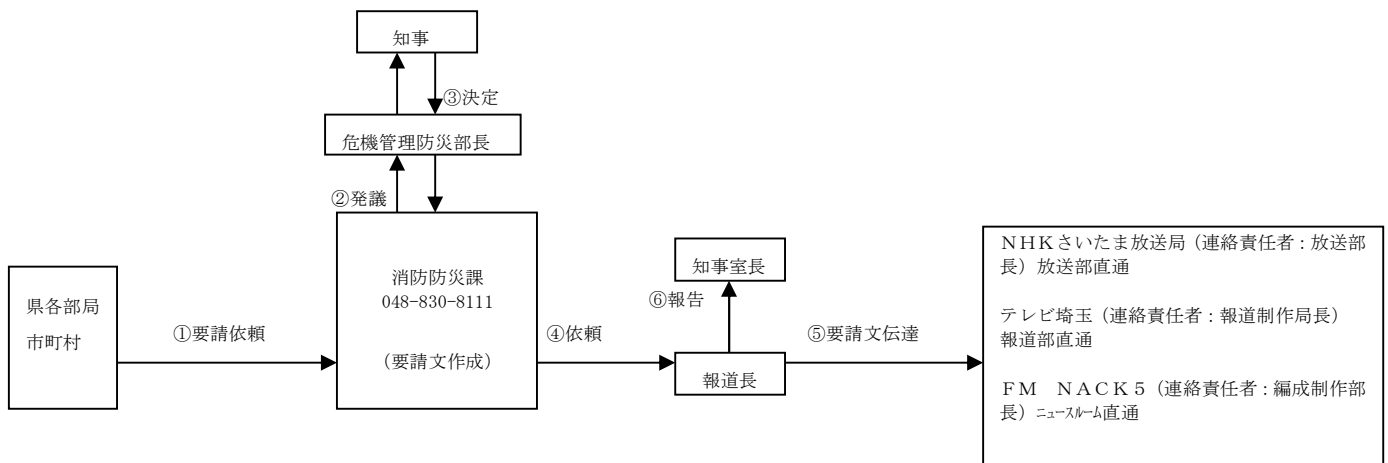 知事
③決定
危機管理防災部長
②発議
県各部局
市町村
①要請依頼
消防防災課
048-830-8111
(要請文作成)
④依頼
知事室長
⑥報告
報道長
⑤要請文伝達
ＮＨＫさいたま放送局（連絡責任者：放送部
長）放送部直通
テレビ埼玉（連絡責任者：報道制作局長）
報道部直通
ＦＭ　ＮＡＣＫ５（連絡責任者：編成制作部
長）ﾆｭｰｽﾙｰﾑ直通